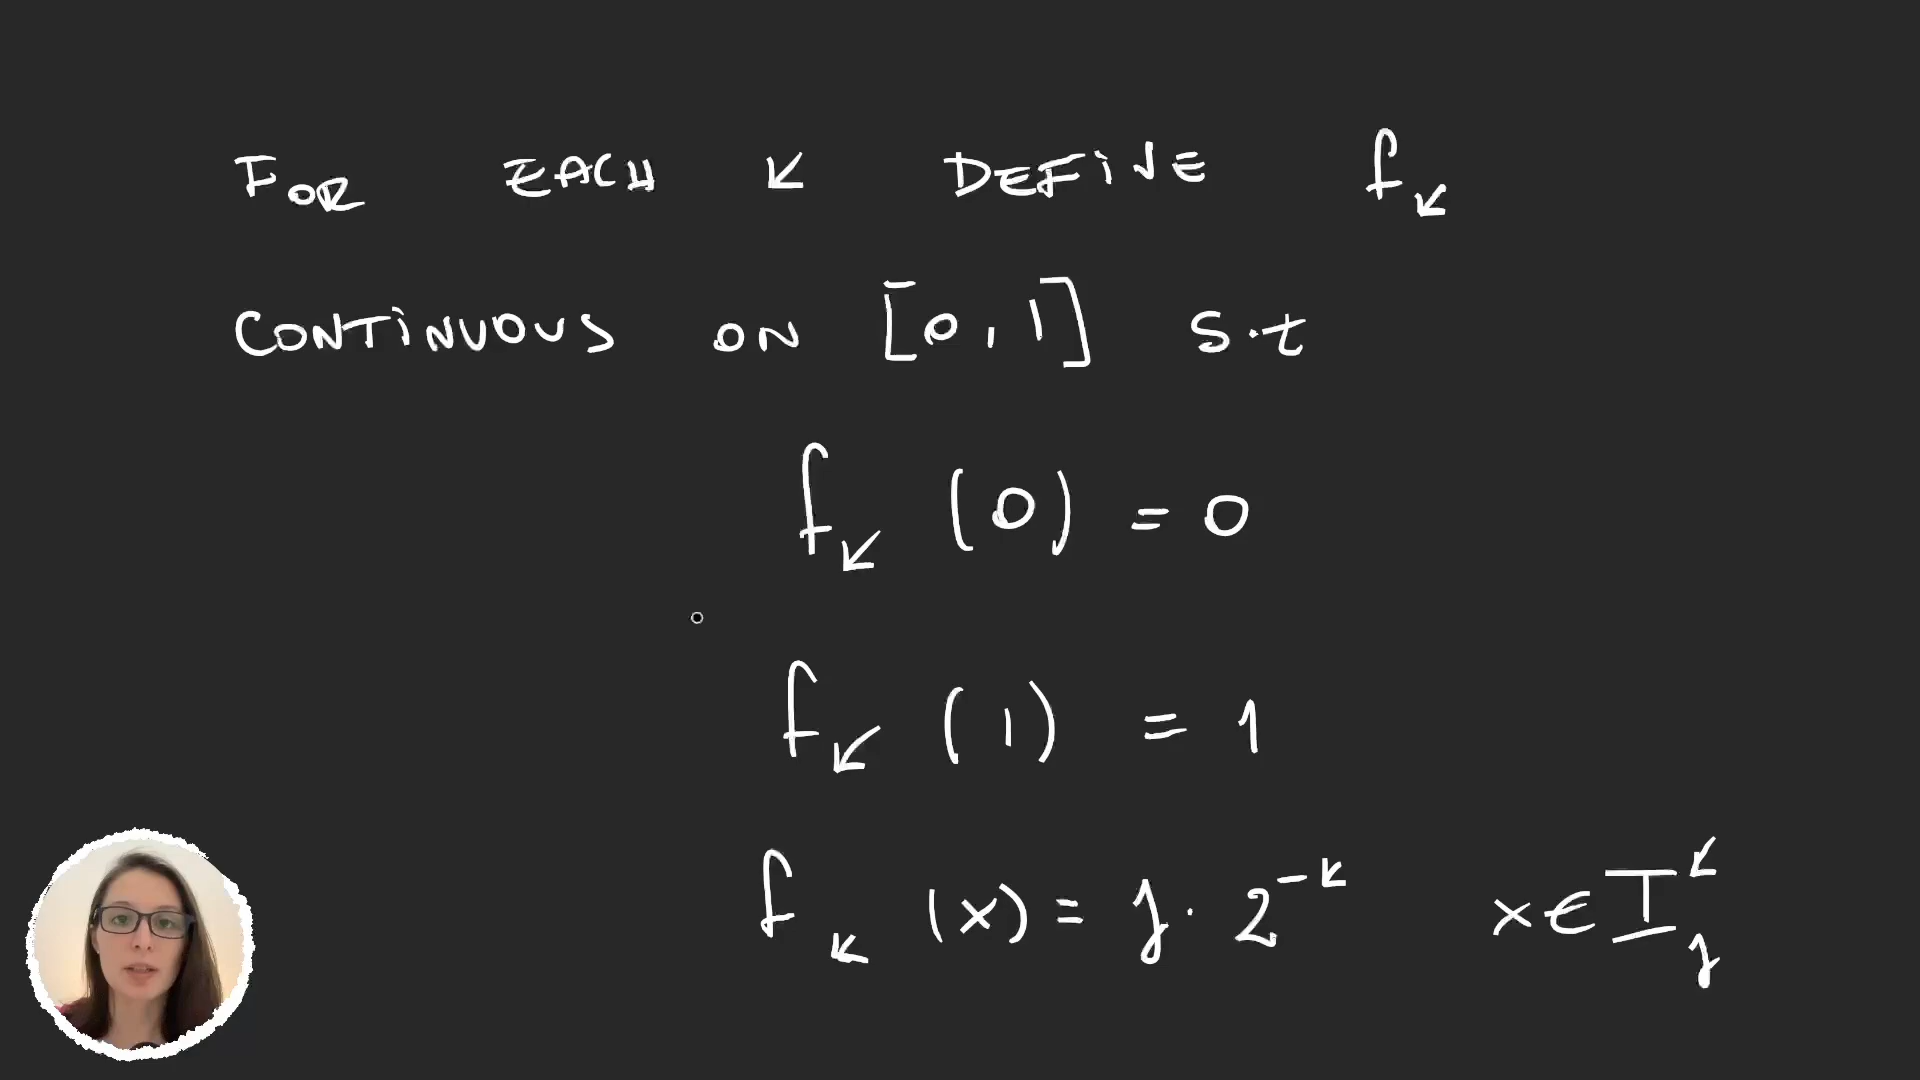 FOR EACH K DEFINE f_K
CONTINUOUS ON [0,1] S.t
f_K (0) = 0
f_K (1) = 1
f_K (x) = j · 2^{-K} x ∈ I_j^K